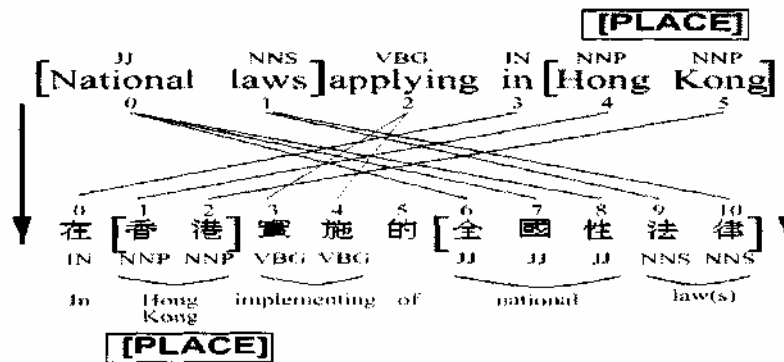 [PLACE]
JJ NNS VBG IN NNP NNP
[National laws] applying in [Hong Kong]
0 1 2 3 4 5
0 1 2 3 4 5 6 7 8 9 10
在 [香 港] 實 施 的 [全 國 性 法 律]
IN NNP NNP VBG VBG JJ JJ JJ NNS NNS
In Hong Kong implementing of national law(s)
[PLACE]